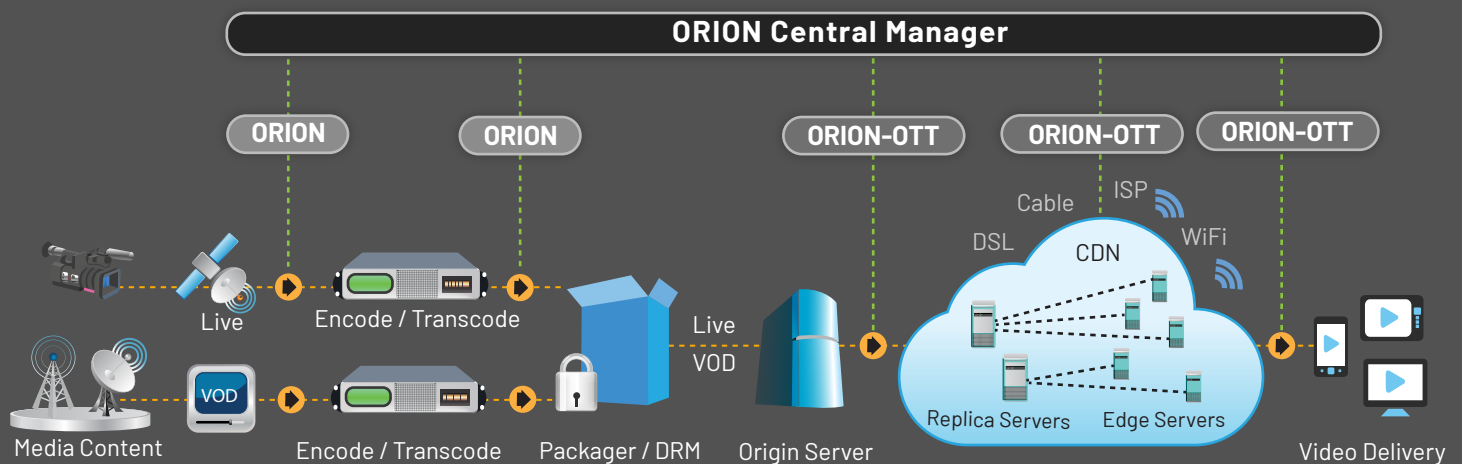 ORION Central Manager
ORION
ORION
ORION-OTT
ORION-OTT
ORION-OTT
ISP
Cable
WiFi
DSL
CDN
Live
Encode / Transcode
Live
VOD
VOD
Replica Servers
Edge Servers
Media Content
Encode / Transcode
Packager / DRM
Origin Server
Video Delivery